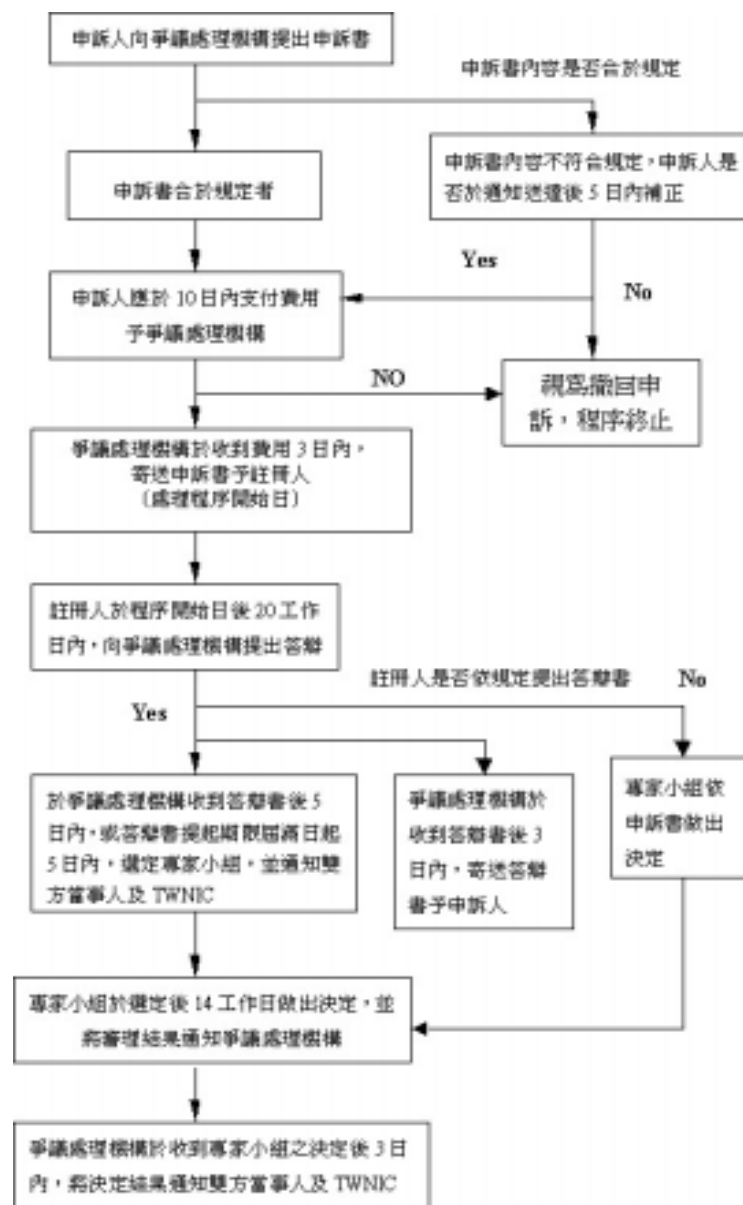 申訴人向爭議處理機構提出申訴書
申訴書內容是否合於規定
申訴書合於規定者
申訴書內容不符合規定，申訴人是
否於通知送達後 5 日內補正
Yes
No
申訴人應於 10 日內支付費用
予爭議處理機構
NO
視為撤回申
訴，程序終止
爭議處理機構於收到費用 3 日內，
寄送申訴書予註冊人
（處理程序開始日）
註冊人於程序開始日後 20 工作
日內，向爭議處理機構提出答辯
註冊人是否依規定提出答辯書
No
Yes
於爭議處理機構收到答辯書後 5
日內，或答辯書提起期限屆滿日起
5 日內，選定專家小組，並通知雙
方當事人及 TWNIC
爭議處理機構於
收到答辯書後 3
日內，寄送答辯
書予申訴人
專家小組依
申訴書做出
決定
專家小組於選定後 14 工作日做出決定，並
將審理結果通知爭議處理機構
爭議處理機構於收到專家小組之決定後 3 日
內，將決定結果通知雙方當事人及 TWNIC